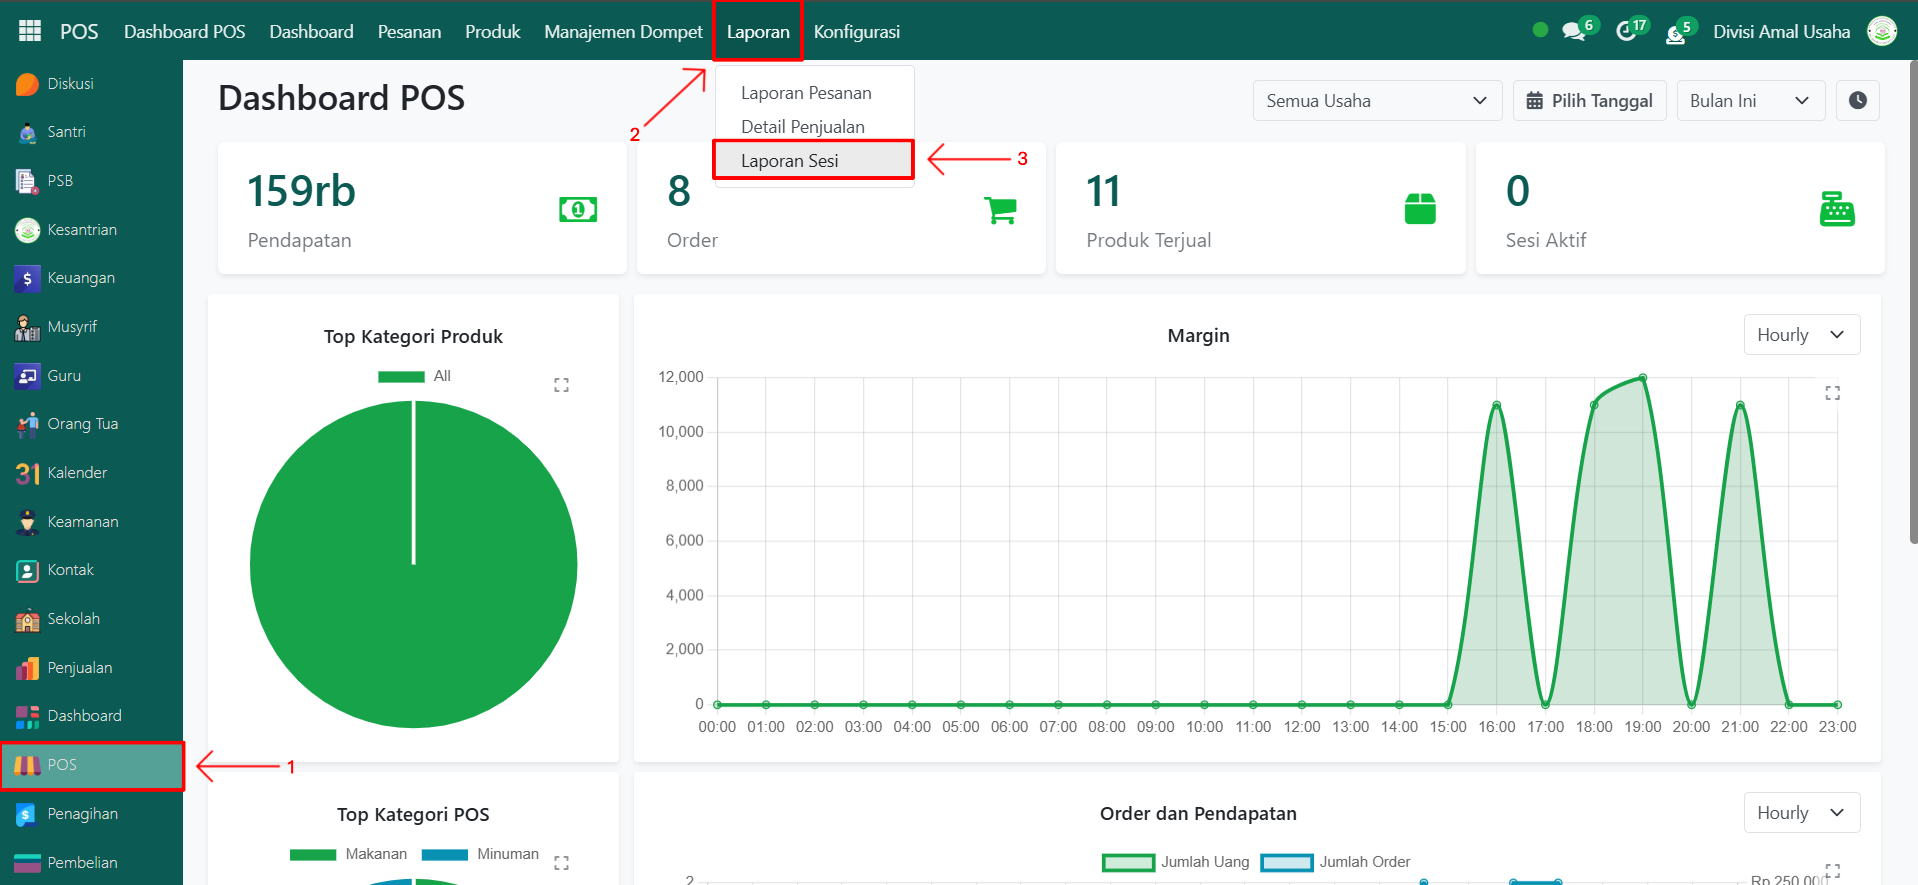 POS Dashboard POS Dashboard Pesanan Produk Manajemen Dompet Laporan Konfigurasi 6 17 5 Divisi Amal Usaha
Diskusi
Santri
PSB
Kesantrian
Keuangan
Musyrif
Guru
Orang Tua
31 Kalender
Keamanan
Kontak
Sekolah
Penjualan
Dashboard
POS
1
Penagihan
Pembelian
2
Laporan Pesanan
Detail Penjualan
Laporan Sesi
3
Dashboard POS
Semua Usaha
Pilih Tanggal
Bulan Ini
159rb
Pendapatan
8
Order
11
Produk Terjual
0
Sesi Aktif
Top Kategori Produk
All
Margin
Hourly
12,000
10,000
8,000
6,000
4,000
2,000
0
00:00 01:00 02:00 03:00 04:00 05:00 06:00 07:00 08:00 09:00 10:00 11:00 12:00 13:00 14:00 15:00 16:00 17:00 18:00 19:00 20:00 21:00 22:00 23:00
Top Kategori POS
Makanan Minuman
Order dan Pendapatan
Hourly
Jumlah Uang Jumlah Order
2
Rp 250.000